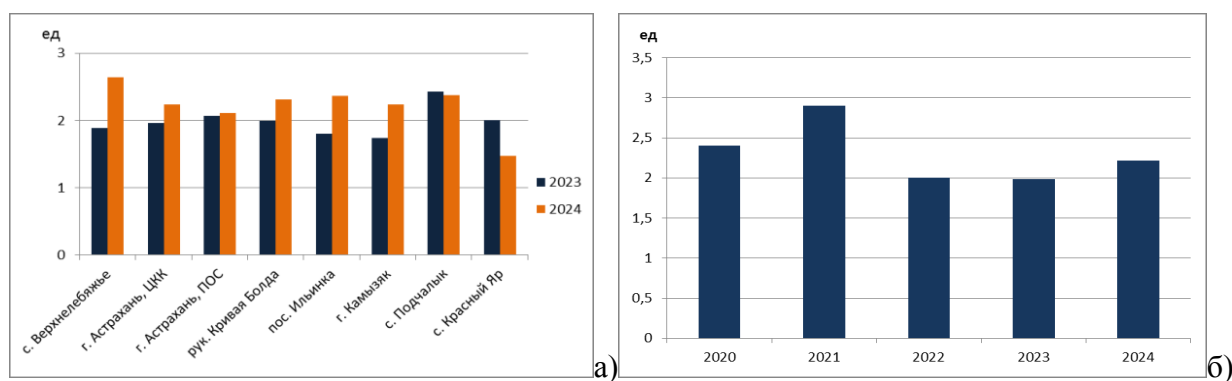 ед
3
2
1
0
с. Верхнелебяжье
г. Астрахань, ЦКК
г. Астрахань, ПОС
рук. Кривая Болда
пос. Ильинка
г. Камызяк
с. Подчалык
с. Красный Яр
2023
2024
а)
ед
3,5
3
2,5
2
1,5
1
0,5
0
2020
2021
2022
2023
2024
б)